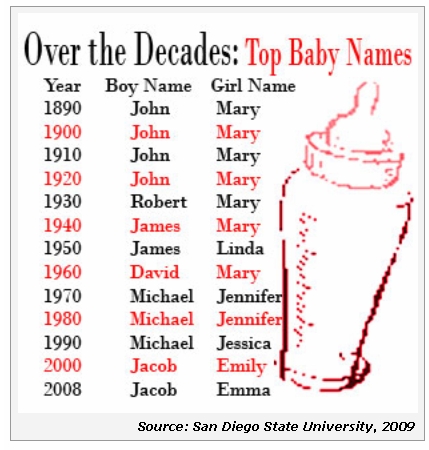 Over the Decades: Top Baby Names
Year Boy Name Girl Name
1890 John Mary
1900 John Mary
1910 John Mary
1920 John Mary
1930 Robert Mary
1940 James Mary
1950 James Linda
1960 David Mary
1970 Michael Jennifer
1980 Michael Jennifer
1990 Michael Jessica
2000 Jacob Emily
2008 Jacob Emma
Source: San Diego State University, 2009